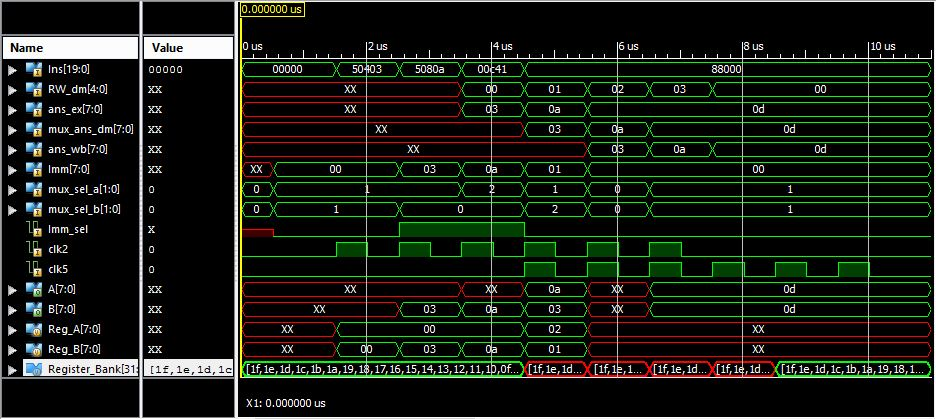 0.000000 us
Name Value 0 us 2 us 4 us 6 us 8 us 10 us
Ins[19:0] 00000 00000 50403 5080a 00c41 88000
RW_dm[4:0] XX XX 00 01 02 03 00
ans_ex[7:0] XX XX 03 0a 0d
mux_ans_dm[7:0] XX XX 03 0a 0d
ans_wb[7:0] XX XX 03 0a 0d
Imm[7:0] XX XX 00 03 0a 01 00
mux_sel_a[1:0] 0 0 1 2 1 0 1
mux_sel_b[1:0] 0 0 1 0 2 0 1
Imm_sel X
clk2 0
clk5 0
A[7:0] XX XX XX 0a XX 0d
B[7:0] XX XX 03 0a 03 XX 0d
Reg_A[7:0] XX XX 00 02 XX
Reg_B[7:0] XX XX 00 03 0a 01 XX
Register_Bank[31: [1f,1e,1d,1c [1f,1e,1d,1c,1b,1a,19,18,17,16,15,14,13,12,11,10,0f... [1f,1e,1d... [1f,1e,1... [1f,1e,1d... [1f,1e,1d... [1f,1e,1d,1c,1b,1a,19,18,1...
X1: 0.000000 us